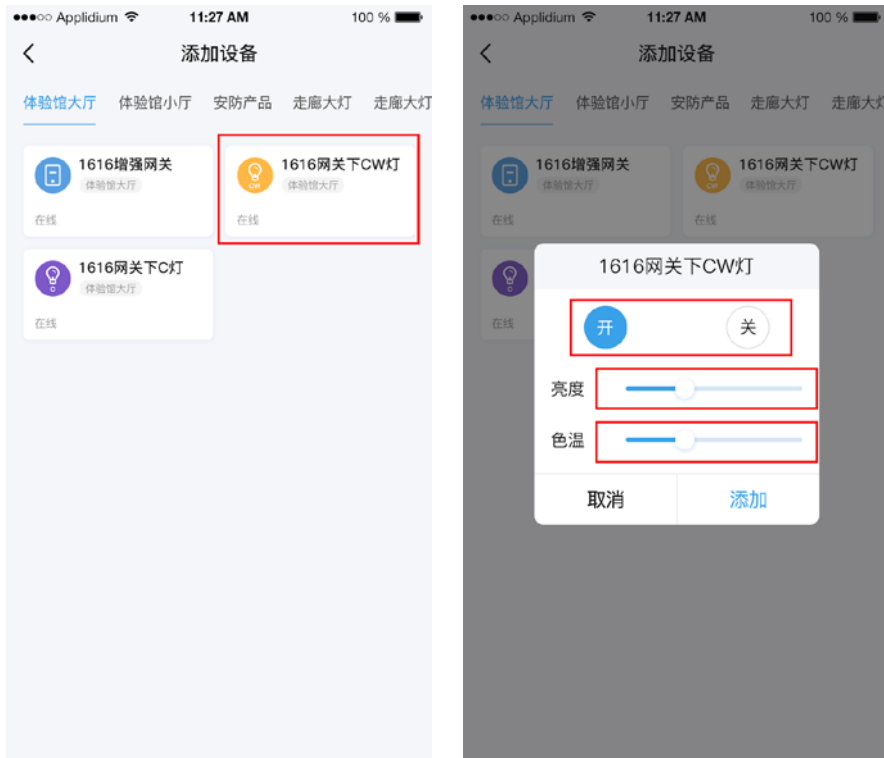 ●●●○○ Applidium 11:27 AM 100 %
添加设备
体验馆大厅 体验馆小厅 安防产品 走廊大灯 走廊大灯
1616增强网关
体验馆大厅
在线
1616网关下CW灯
CW
体验馆大厅
在线
1616网关下C灯
C
体验馆大厅
在线
●●●○○ Applidium 11:27 AM 100 %
添加设备
体验馆大厅 体验馆小厅 安防产品 走廊大灯 走廊大灯
1616增强网关
体验馆大厅
在线
1616网关下CW灯
CW
体验馆大厅
在线
C
在线
1616网关下CW灯
开 关
亮度
色温
取消 添加